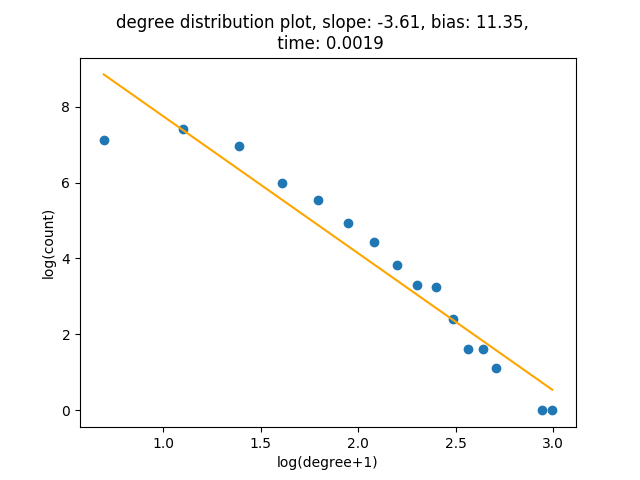 degree distribution plot, slope: -3.61, bias: 11.35,
time: 0.0019
log(count)
8
6
4
2
0
1.0 1.5 2.0 2.5 3.0
log(degree+1)